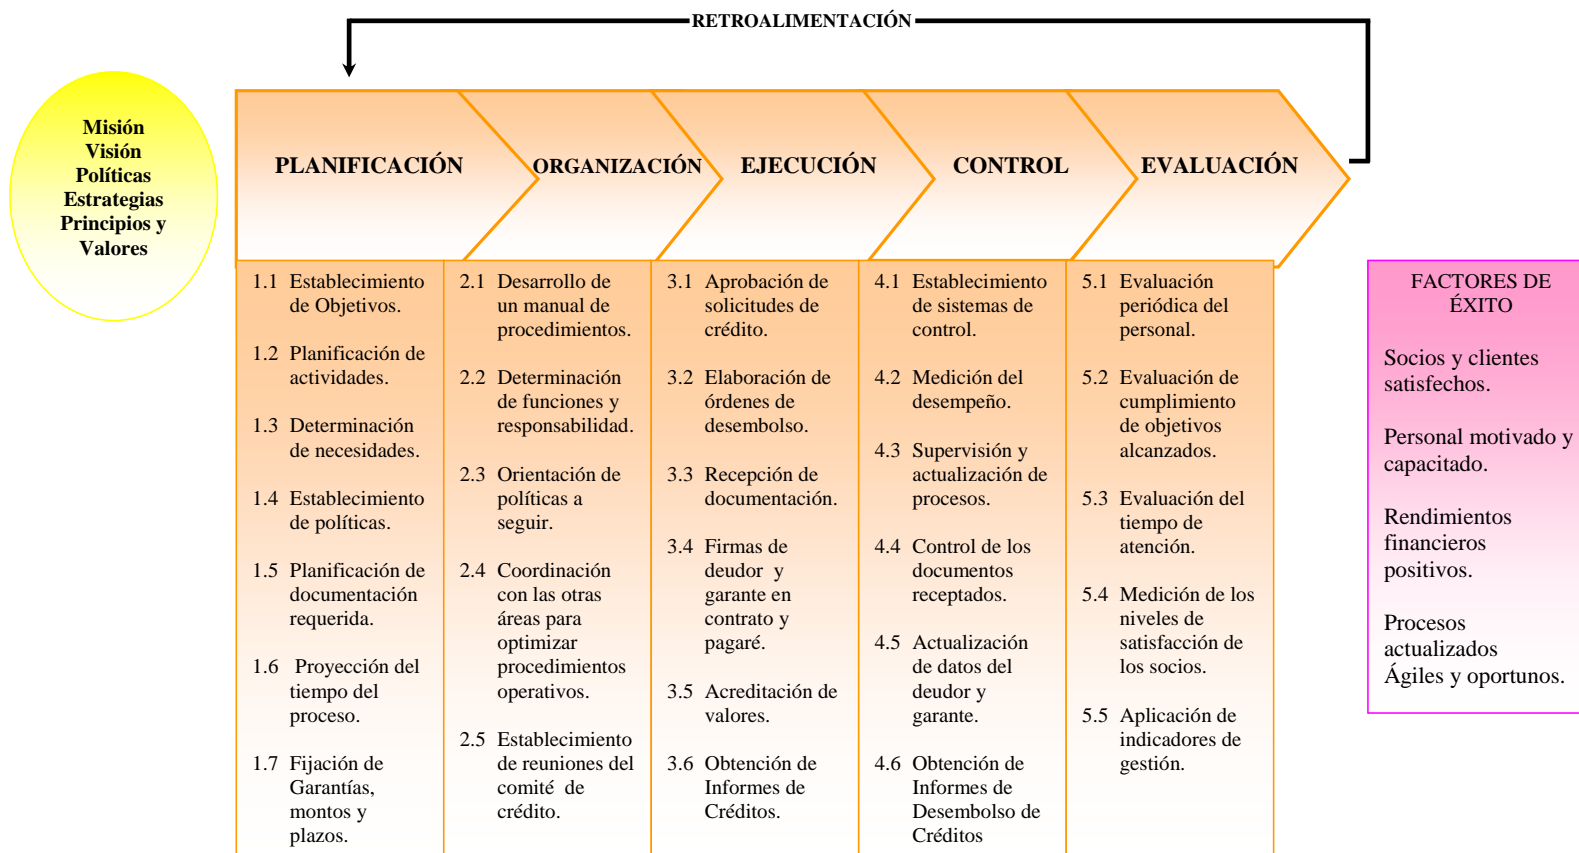 RETROALIMENTACIÓN
Misión
Visión
Políticas
Estrategias
Principios y
Valores
PLANIFICACIÓN
ORGANIZACIÓN
EJECUCIÓN
CONTROL
EVALUACIÓN
1.1 Establecimiento
de Objetivos.
1.2 Planificación de
actividades.
1.3 Determinación
de necesidades.
1.4 Establecimiento
de políticas.
1.5 Planificación de
documentación
requerida.
1.6 Proyección del
tiempo del
proceso.
1.7 Fijación de
Garantías,
montos y
plazos.
2.1 Desarrollo de
un manual de
procedimientos.
2.2 Determinación
de funciones y
responsabilidad.
2.3 Orientación de
políticas a
seguir.
2.4 Coordinación
con las otras
áreas para
optimizar
procedimientos
operativos.
2.5 Establecimiento
de reuniones del
comité de
crédito.
3.1 Aprobación de
solicitudes de
crédito.
3.2 Elaboración de
órdenes de
desembolso.
3.3 Recepción de
documentación.
3.4 Firmas de
deudor y
garante en
contrato y
pagaré.
3.5 Acreditación de
valores.
3.6 Obtención de
Informes de
Créditos.
4.1 Establecimiento
de sistemas de
control.
4.2 Medición del
desempeño.
4.3 Supervisión y
actualización de
procesos.
4.4 Control de los
documentos
receptados.
4.5 Actualización
de datos del
deudor y
garante.
4.6 Obtención de
Informes de
Desembolso de
Créditos
5.1 Evaluación
periódica del
personal.
5.2 Evaluación de
cumplimiento
de objetivos
alcanzados.
5.3 Evaluación del
tiempo de
atención.
5.4 Medición de los
niveles de
satisfacción de
los socios.
5.5 Aplicación de
indicadores de
gestión.
FACTORES DE
ÉXITO
Socios y clientes
satisfechos.
Personal motivado y
capacitado.
Rendimientos
financieros
positivos.
Procesos
actualizados
Ágiles y oportunos.